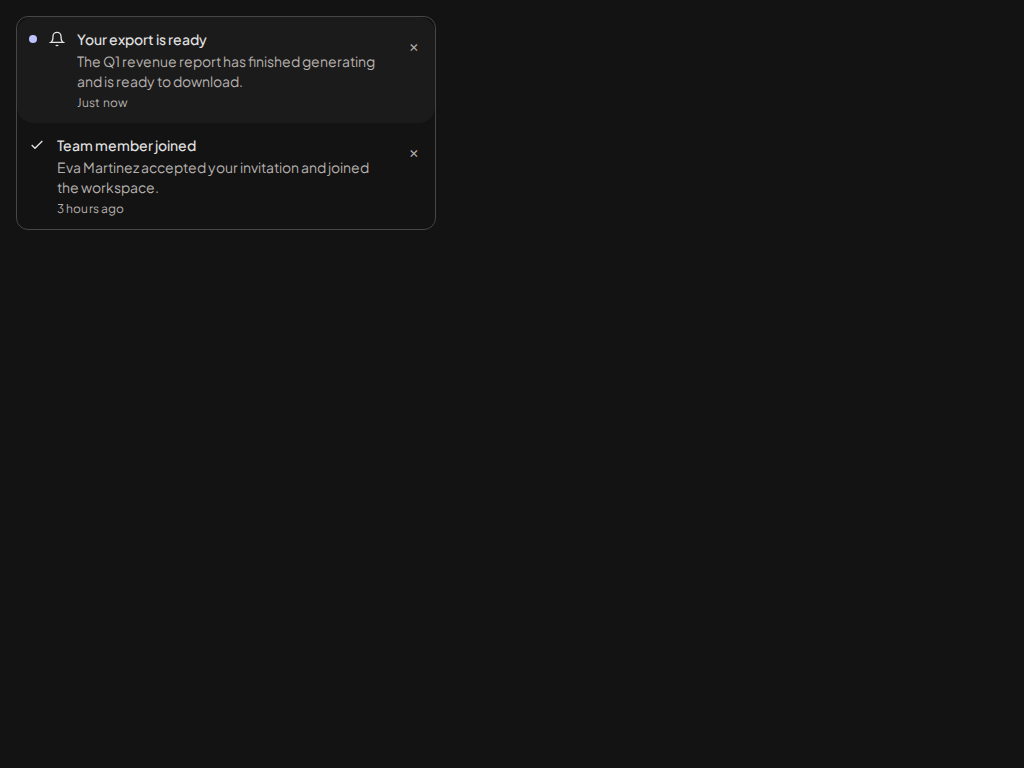 Your export is ready
The Q1 revenue report has finished generating
and is ready to download.
Just now
Team member joined
Eva Martinez accepted your invitation and joined
the workspace.
3 hours ago